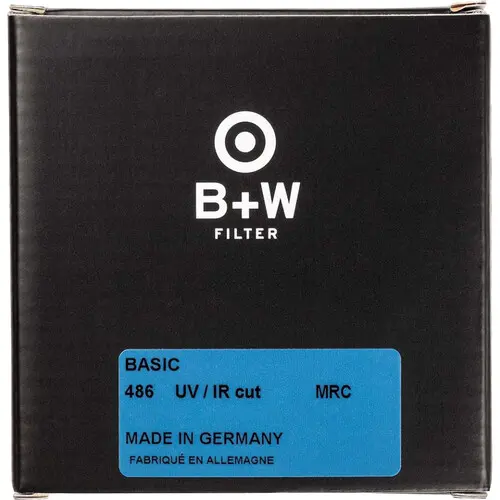 B+W
FILTER
BASIC
486 UV / IR cut MRC
MADE IN GERMANY
FABRIQUÉ EN ALLEMAGNE